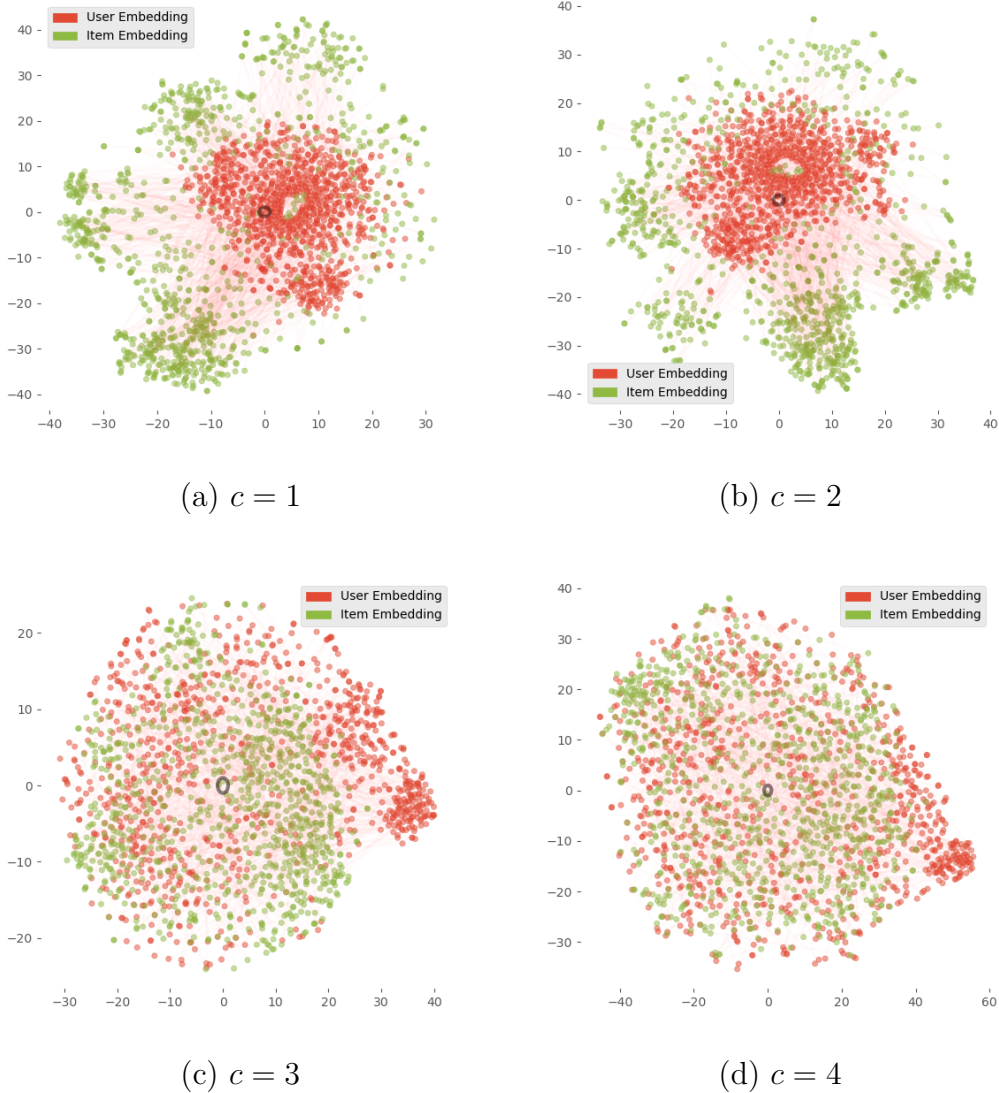 User Embedding
Item Embedding
40
30
20
10
0
−10
−20
−30
−40
−40 −30 −20 −10 0 10 20 30
(a) c = 1
40
30
20
10
0
−10
−20
−30
−40
User Embedding
Item Embedding
−30 −20 −10 0 10 20 30 40
(b) c = 2
User Embedding
Item Embedding
20
10
0
−10
−20
−30 −20 −10 0 10 20 30 40
(c) c = 3
User Embedding
Item Embedding
40
30
20
10
0
−10
−20
−30
−40 −20 0 20 40 60
(d) c = 4